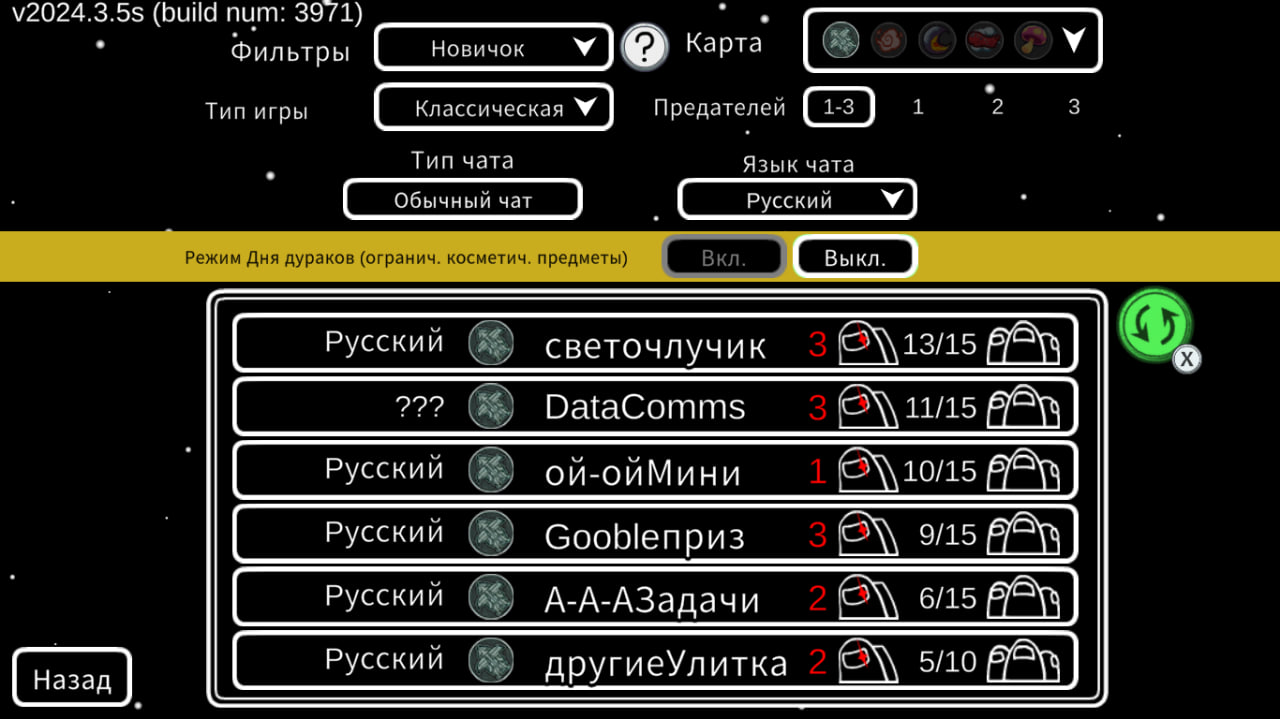 v2024.3.5s (build num: 3971)
Фильтры Новичок ? Карта
Тип игры Классическая Предателей 1-3 1 2 3
Тип чата Язык чата
Обычный чат Русский
Режим Дня дураков (огранич. косметич. предметы) Вкл. Выкл.
Русский светочлучик 3 13/15
X
??? DataComms 3 11/15
Русский ой-ойМини 1 10/15
Русский Goobleприз 3 9/15
Русский А-А-АЗадачи 2 6/15
Русский другиеУлитка 2 5/10
Назад